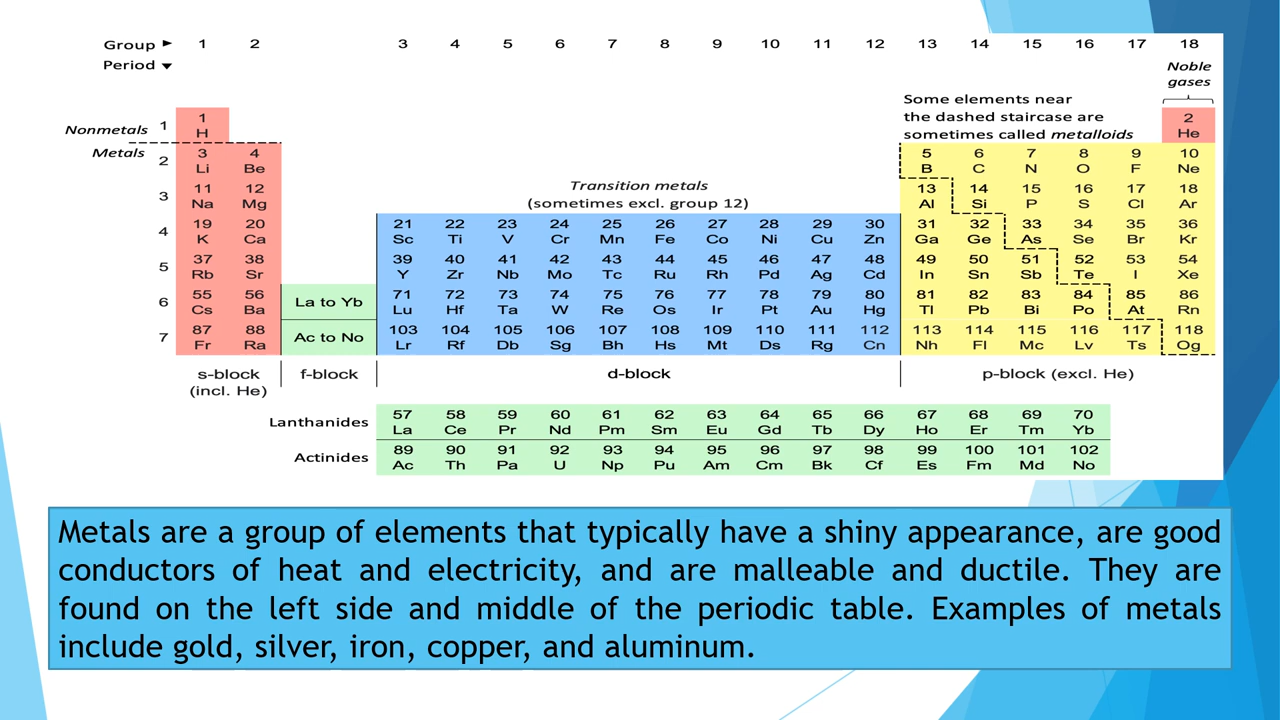 Group ► 1 2 3 4 5 6 7 8 9 10 11 12 13 14 15 16 17 18
Period ▼
Noble
gases
Some elements near
the dashed staircase are
sometimes called metalloids
1 2
Nonmetals 1
H He
Metals 2
3 4 5 6 7 8 9 10
Li Be B C N O F Ne
Transition metals
(sometimes excl. group 12)
3
11 12 13 14 15 16 17 18
Na Mg Al Si P S Cl Ar
4
19 20 21 22 23 24 25 26 27 28 29 30 31 32 33 34 35 36
K Ca Sc Ti V Cr Mn Fe Co Ni Cu Zn Ga Ge As Se Br Kr
5
37 38 39 40 41 42 43 44 45 46 47 48 49 50 51 52 53 54
Rb Sr Y Zr Nb Mo Tc Ru Rh Pd Ag Cd In Sn Sb Te I Xe
6
55 56 La to Yb 71 72 73 74 75 76 77 78 79 80 81 82 83 84 85 86
Cs Ba Lu Hf Ta W Re Os Ir Pt Au Hg Tl Pb Bi Po At Rn
7
87 88 Ac to No 103 104 105 106 107 108 109 110 111 112 113 114 115 116 117 118
Fr Ra Lr Rf Db Sg Bh Hs Mt Ds Rg Cn Nh Fl Mc Lv Ts Og
s-block f-block d-block p-block (excl. He)
(incl. He)
Lanthanides
57 58 59 60 61 62 63 64 65 66 67 68 69 70
La Ce Pr Nd Pm Sm Eu Gd Tb Dy Ho Er Tm Yb
Actinides
89 90 91 92 93 94 95 96 97 98 99 100 101 102
Ac Th Pa U Np Pu Am Cm Bk Cf Es Fm Md No
Metals are a group of elements that typically have a shiny appearance, are good
conductors of heat and electricity, and are malleable and ductile. They are
found on the left side and middle of the periodic table. Examples of metals
include gold, silver, iron, copper, and aluminum.